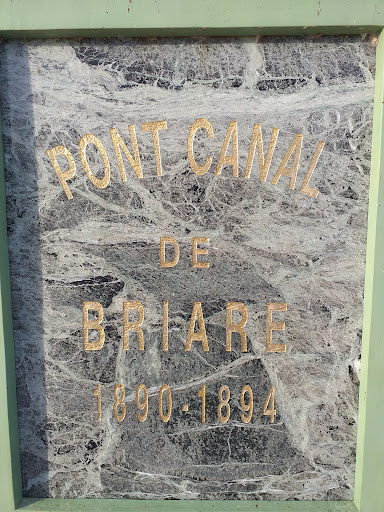 PONT CANAL
DE
BRIARE
1890-1894